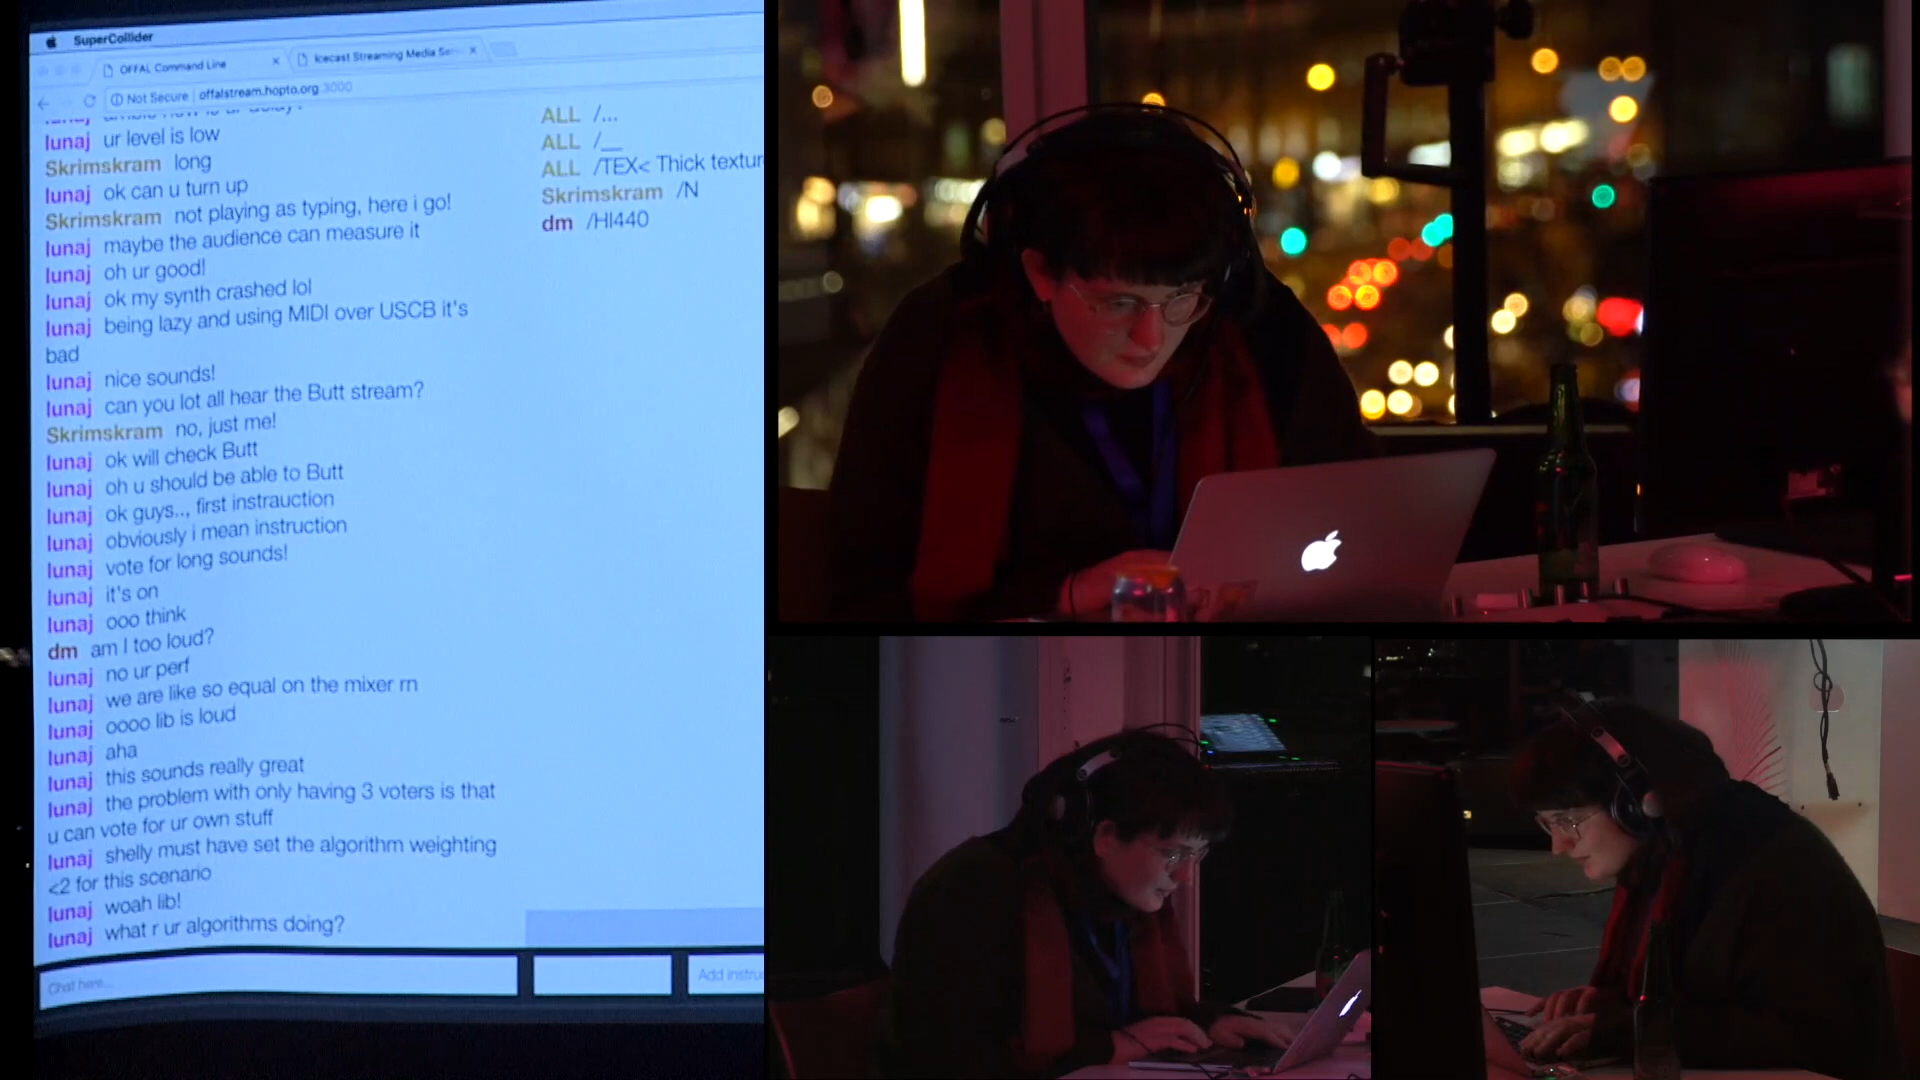 SuperCollider
OFFAL Command Line
Icecast Streaming Media Se
Not Secure offalstream.hopto.org:3000
lunaj ur level is low
Skrimskram long
lunaj ok can u turn up
Skrimskram not playing as typing, here i go!
lunaj maybe the audience can measure it
lunaj oh ur good!
lunaj ok my synth crashed lol
lunaj being lazy and using MIDI over USCB it's
bad
lunaj nice sounds!
lunaj can you lot all hear the Butt stream?
Skrimskram no, just me!
lunaj ok will check Butt
lunaj oh u should be able to Butt
lunaj ok guys.., first instrauction
lunaj obviously i mean instruction
lunaj vote for long sounds!
lunaj it's on
lunaj ooo think
dm am I too loud?
lunaj no ur perf
lunaj we are like so equal on the mixer rn
lunaj oooo lib is loud
lunaj aha
lunaj this sounds really great
lunaj the problem with only having 3 voters is that
u can vote for ur own stuff
lunaj shelly must have set the algorithm weighting
<2 for this scenario
lunaj woah lib!
lunaj what r ur algorithms doing?
Chat here...
ALL /...
ALL /__
ALL /TEX< Thick textur
Skrimskram /N
dm /HI440
Add instru